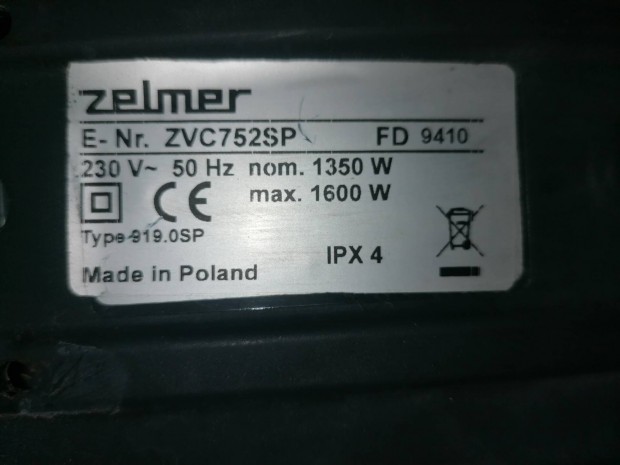 zelmer
E- Nr. ZVC752SP FD 9410
230 V~ 50 Hz nom. 1350 W
max. 1600 W
CE
Type 919.0SP
IPX 4
Made in Poland